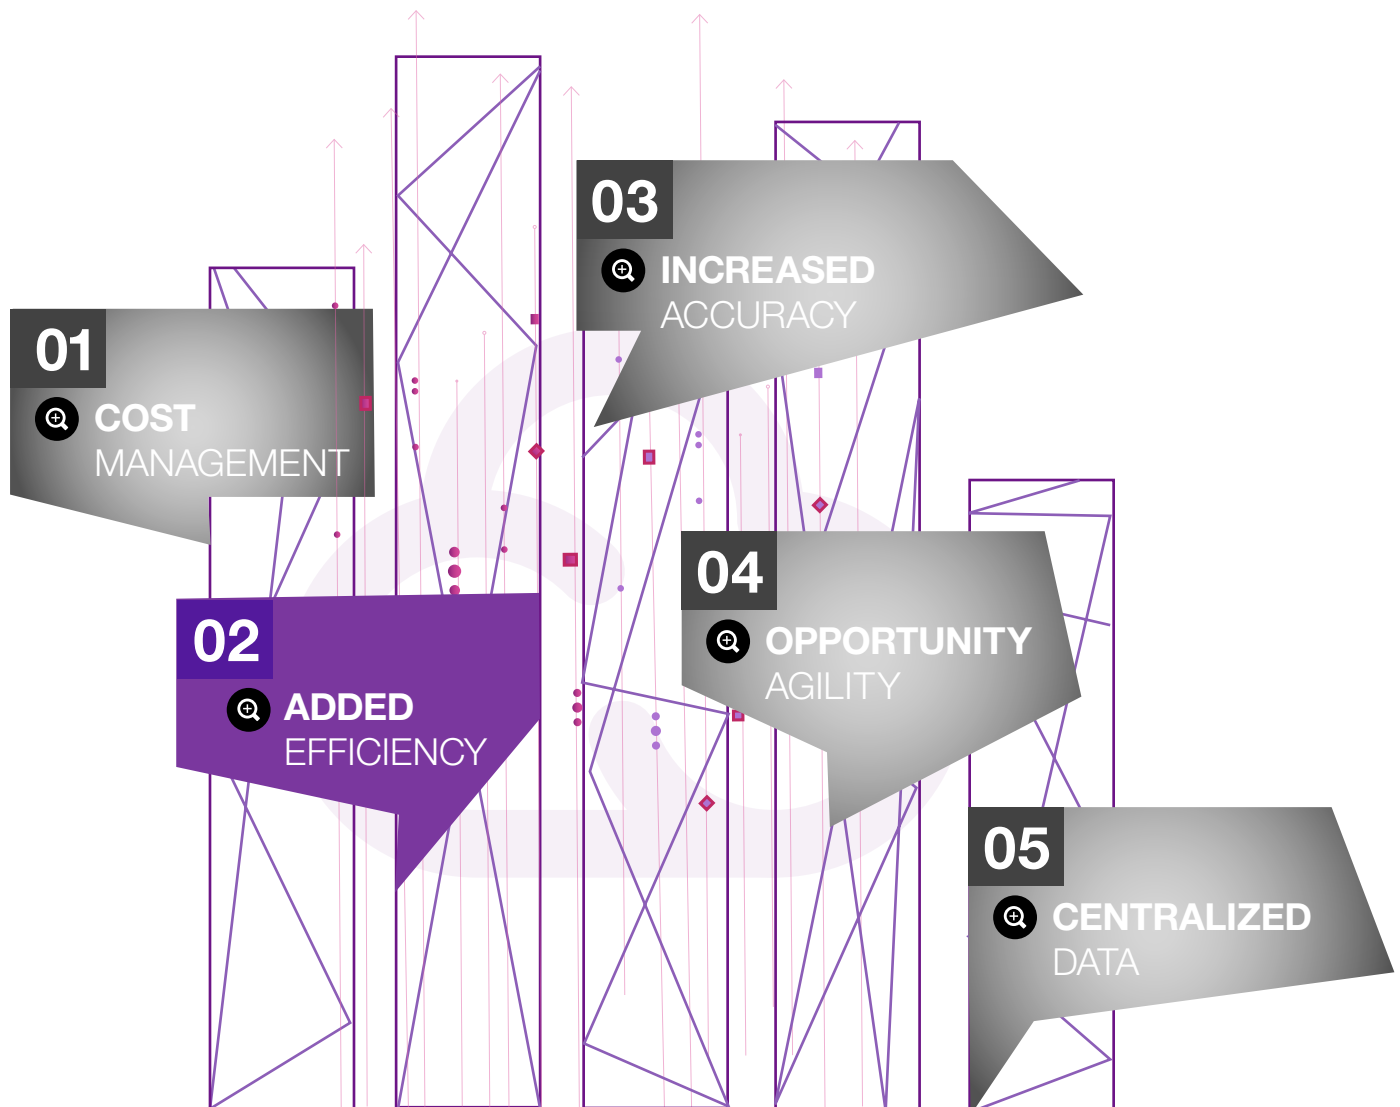 01
COST
MANAGEMENT
02
ADDED
EFFICIENCY
03
INCREASED
ACCURACY
04
OPPORTUNITY
AGILITY
05
CENTRALIZED
DATA